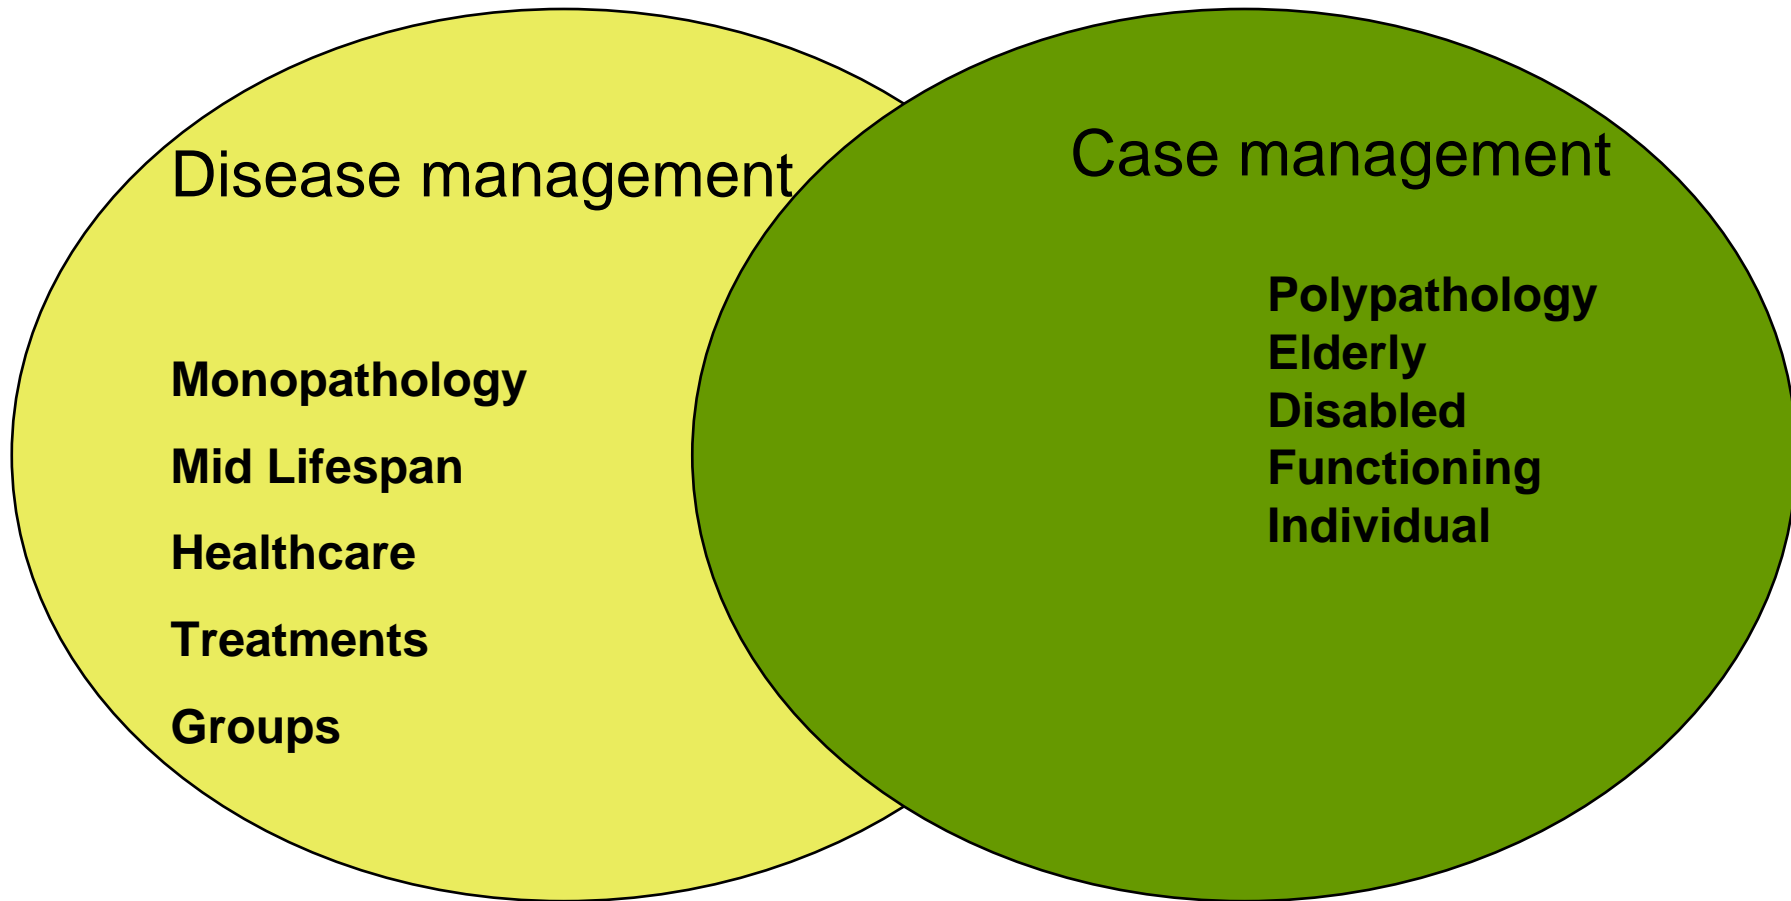 Disease management
Monopathology
Mid Lifespan
Healthcare
Treatments
Groups
Case management
Polypathology
Elderly
Disabled
Functioning
Individual